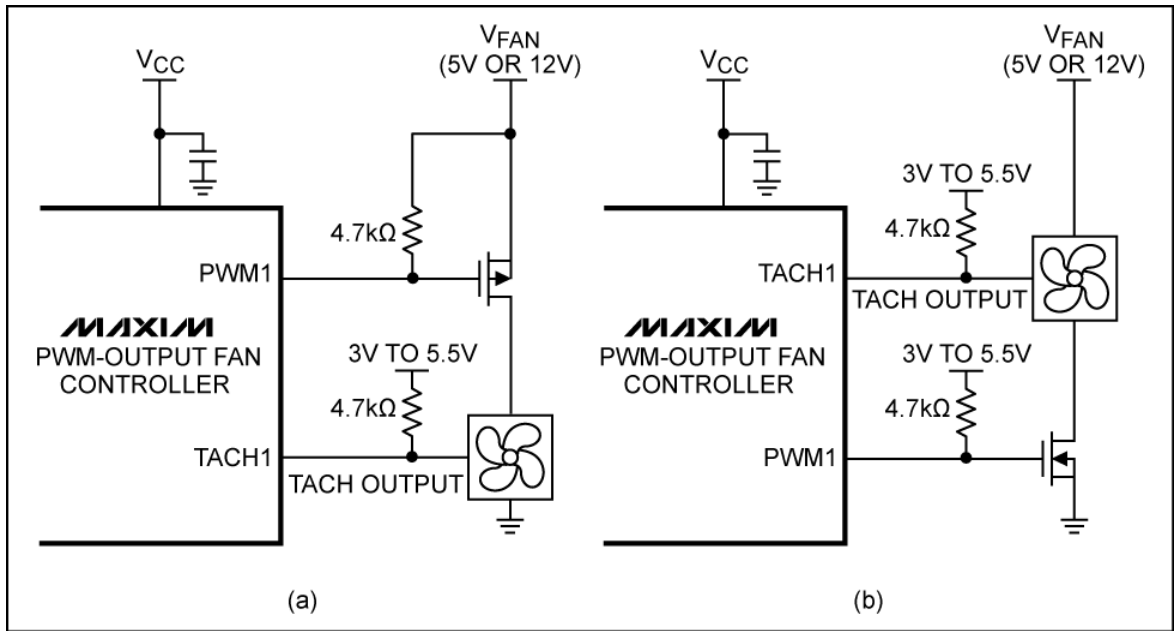 VCC
VFAN
(5V OR 12V)
4.7kΩ
PWM1
MAXIM
PWM-OUTPUT FAN
CONTROLLER
3V TO 5.5V
4.7kΩ
TACH1
TACH OUTPUT
(a)
VCC
VFAN
(5V OR 12V)
3V TO 5.5V
4.7kΩ
TACH1
TACH OUTPUT
MAXIM
PWM-OUTPUT FAN
CONTROLLER
3V TO 5.5V
4.7kΩ
PWM1
(b)